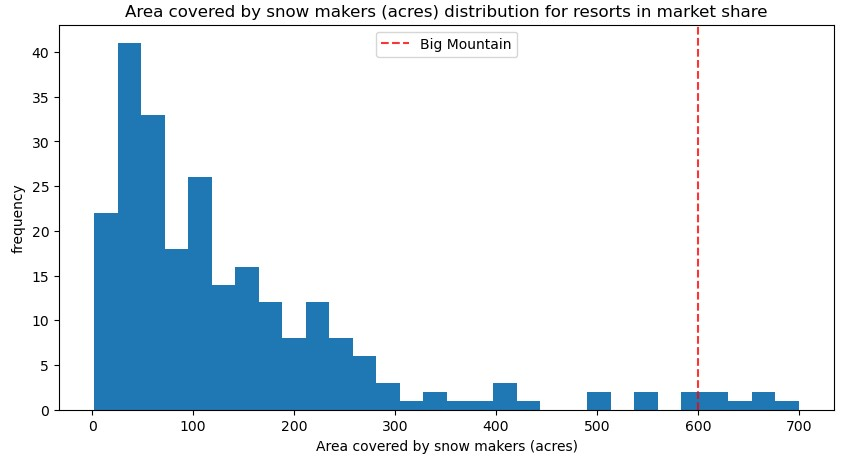 Area covered by snow makers (acres) distribution for resorts in market share
Big Mountain
frequency
40
35
30
25
20
15
10
5
0
0 100 200 300 400 500 600 700
Area covered by snow makers (acres)